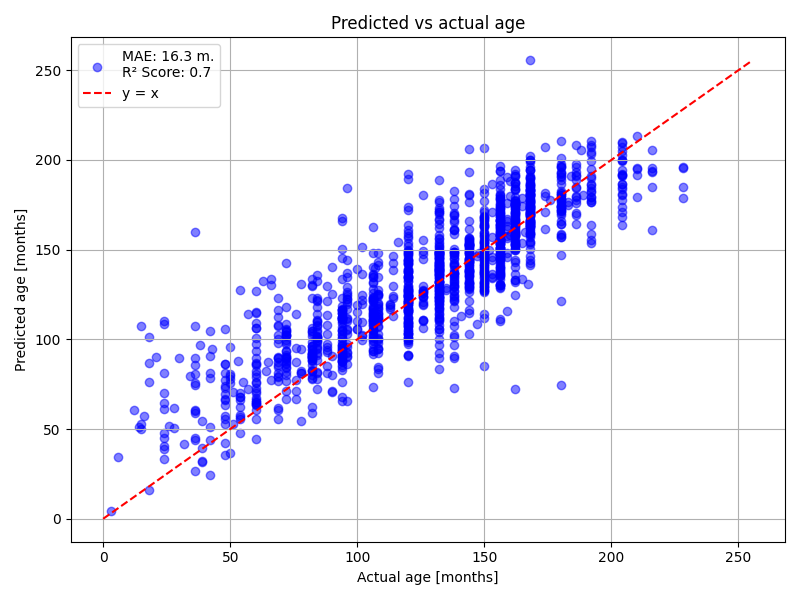 Predicted vs actual age
MAE: 16.3 m.
R² Score: 0.7
y = x
Predicted age [months]
250
200
150
100
50
0
0 50 100 150 200 250
Actual age [months]